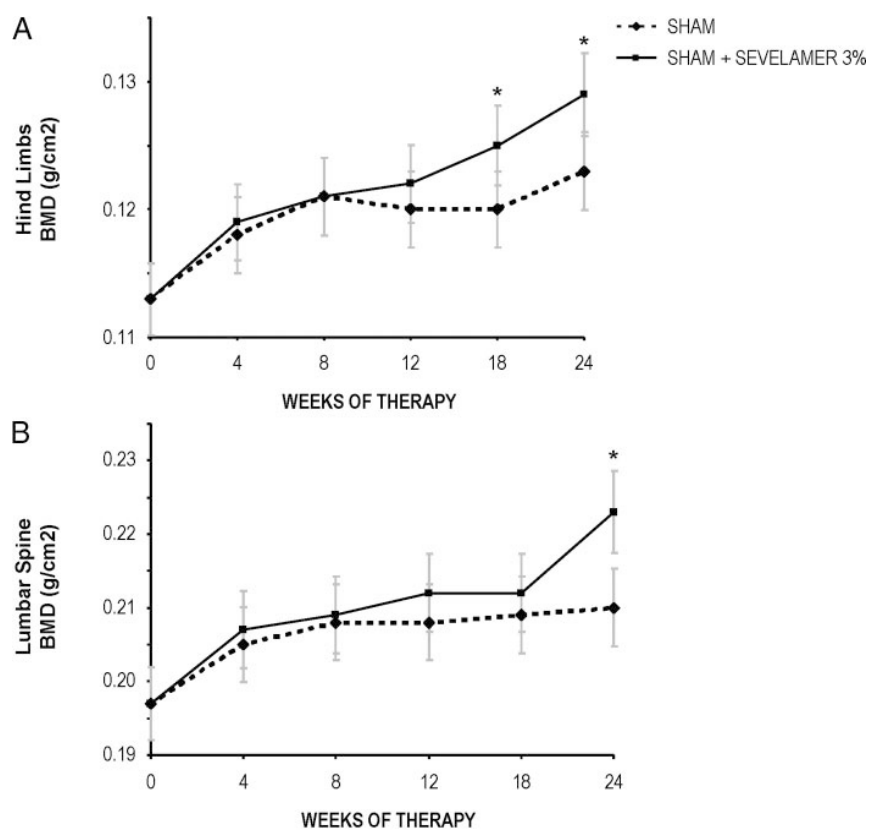 A
SHAM
SHAM + SEVELAMER 3%
*
*
0.13
0.12
0.11
Hind Limbs
BMD (g/cm2)
0
4
8
12
18
24
WEEKS OF THERAPY
B
*
0.23
0.22
0.21
0.20
0.19
Lumbar Spine
BMD (g/cm2)
0
4
8
12
18
24
WEEKS OF THERAPY